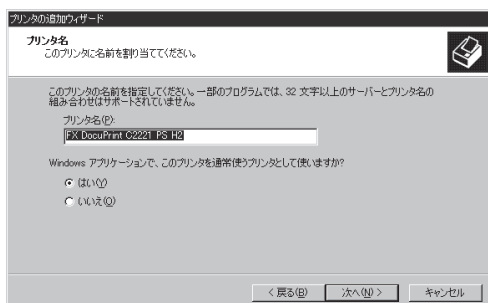 プリンタの追加ウィザード
プリンタ名
このプリンタに名前を割り当ててください。
このプリンタの名前を指定してください。一部のプログラムでは、32 文字以上のサーバーとプリンタ名の
組み合わせはサポートされていません。
プリンタ名(P):
FX DocuPrint C2221 PS H2
Windows アプリケーションで、このプリンタを通常使うプリンタとして使いますか?
はい(Y)
いいえ(O)
< 戻る(B)
次へ(N) >
キャンセル